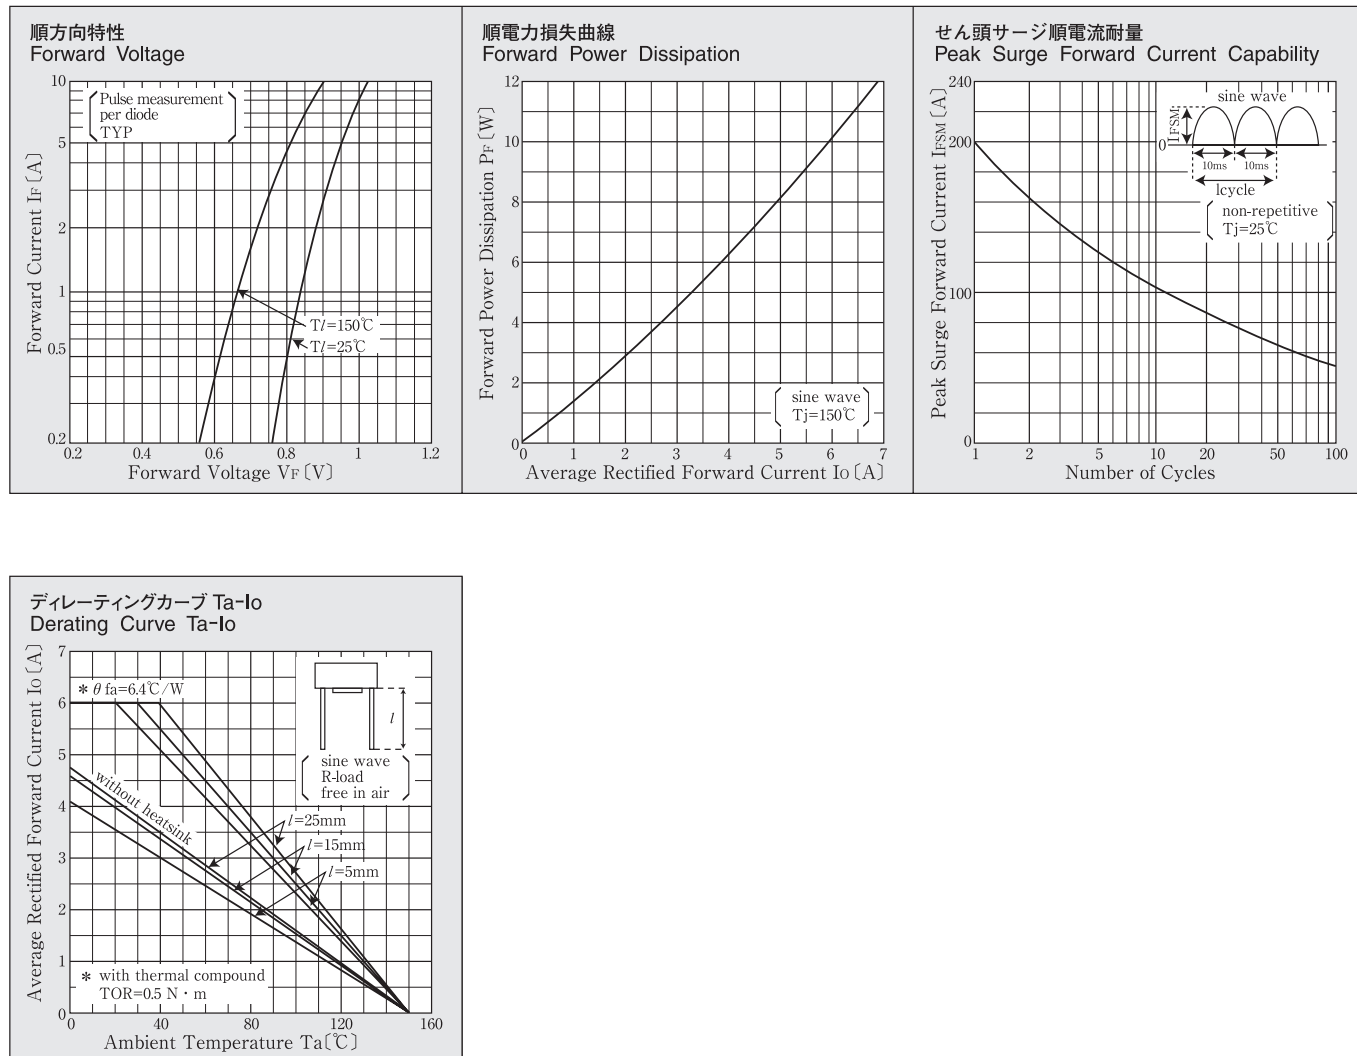 順方向特性
Forward Voltage
Pulse measurement
per diode
TYP
Tl=150℃
Tl=25℃
10
5
2
1
0.5
0.2
0.2 0.4 0.6 0.8 1 1.2
Forward Current IF〔A〕
Forward Voltage VF〔V〕
順電力損失曲線
Forward Power Dissipation
12
10
8
6
4
2
0
sine wave
Tj=150℃
0 1 2 3 4 5 6 7
Forward Power Dissipation PF〔W〕
Average Rectified Forward Current Io〔A〕
せん頭サージ順電流耐量
Peak Surge Forward Current Capability
240
200
100
0
sine wave
IFSM
0
10ms 10ms
1cycle
non-repetitive
Tj=25℃
1 2 5 10 20 50 100
Peak Surge Forward Current IFSM〔A〕
Number of Cycles
ディレーティングカーブ Ta-Io
Derating Curve Ta-Io
7
6
5
4
3
2
1
0
* θfa=6.4℃/W
l
sine wave
R-load
free in air
without heatsink
l=25mm
l=15mm
l=5mm
* with thermal compound
TOR=0.5 N・m
0 40 80 120 160
Average Rectified Forward Current Io〔A〕
Ambient Temperature Ta〔℃〕